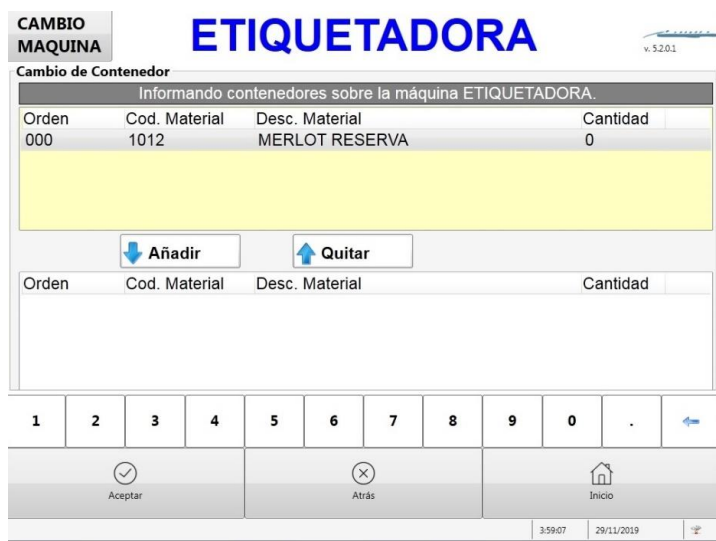 CAMBIO
MAQUINA
ETIQUETADORA
v. 5.2.0.1
Cambio de Contenedor
Informando contenedores sobre la máquina ETIQUETADORA.
Orden Cod. Material Desc. Material Cantidad
000 1012 MERLOT RESERVA 0
Añadir Quitar
Orden Cod. Material Desc. Material Cantidad
1 2 3 4 5 6 7 8 9 0 .
Aceptar Atrás Inicio
3:59:07 29/11/2019